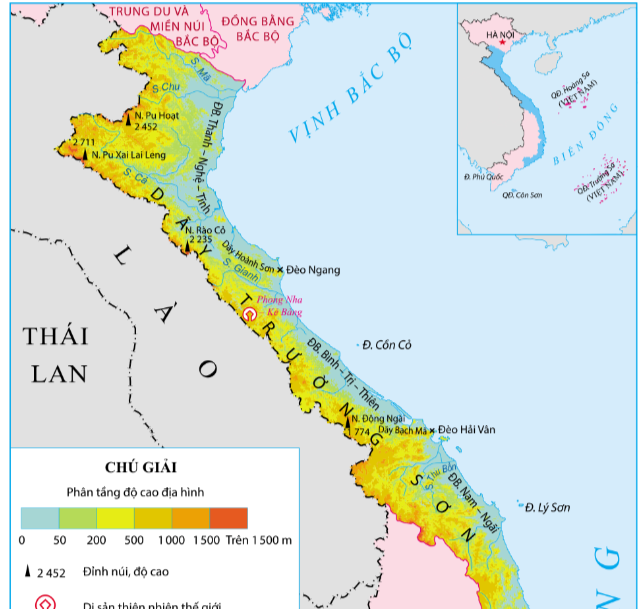 TRUNG DU VÀ
MIỀN NÚI
BẮC BỘ
ĐỒNG BẰNG
BẮC BỘ
VỊNH BẮC BỘ
HÀ NỘI
QĐ. Hoàng Sa
(VIỆT NAM)
BIỂN ĐÔNG
QĐ. Trường Sa
(VIỆT NAM)
Đ. Phú Quốc
QĐ. Côn Sơn
S. Mã
S. Chu
N. Pu Hoạt
2 452
2 711
N. Pu Xai Lai Leng
ĐB. Thanh - Nghệ - Tĩnh
S. Cả
DÃY TRƯỜNG SƠN
N. Rào Cỏ
2 235
Dãy Hoành Sơn
Đèo Ngang
S. Gianh
Phong Nha
- Kẻ Bàng
LÀO
THÁI
LAN
Đ. Cồn Cỏ
ĐB. Bình - Trị - Thiên
N. Động Ngài
774
Dãy Bạch Mã
Đèo Hải Vân
S. Thu Bồn
ĐB. Nam - Ngãi
Đ. Lý Sơn
NG
CHÚ GIẢI
Phân tầng độ cao địa hình
0 50 200 500 1000 1500 Trên 1 500 m
2 452 Đỉnh núi, độ cao
Di sản thiên nhiên thế giới